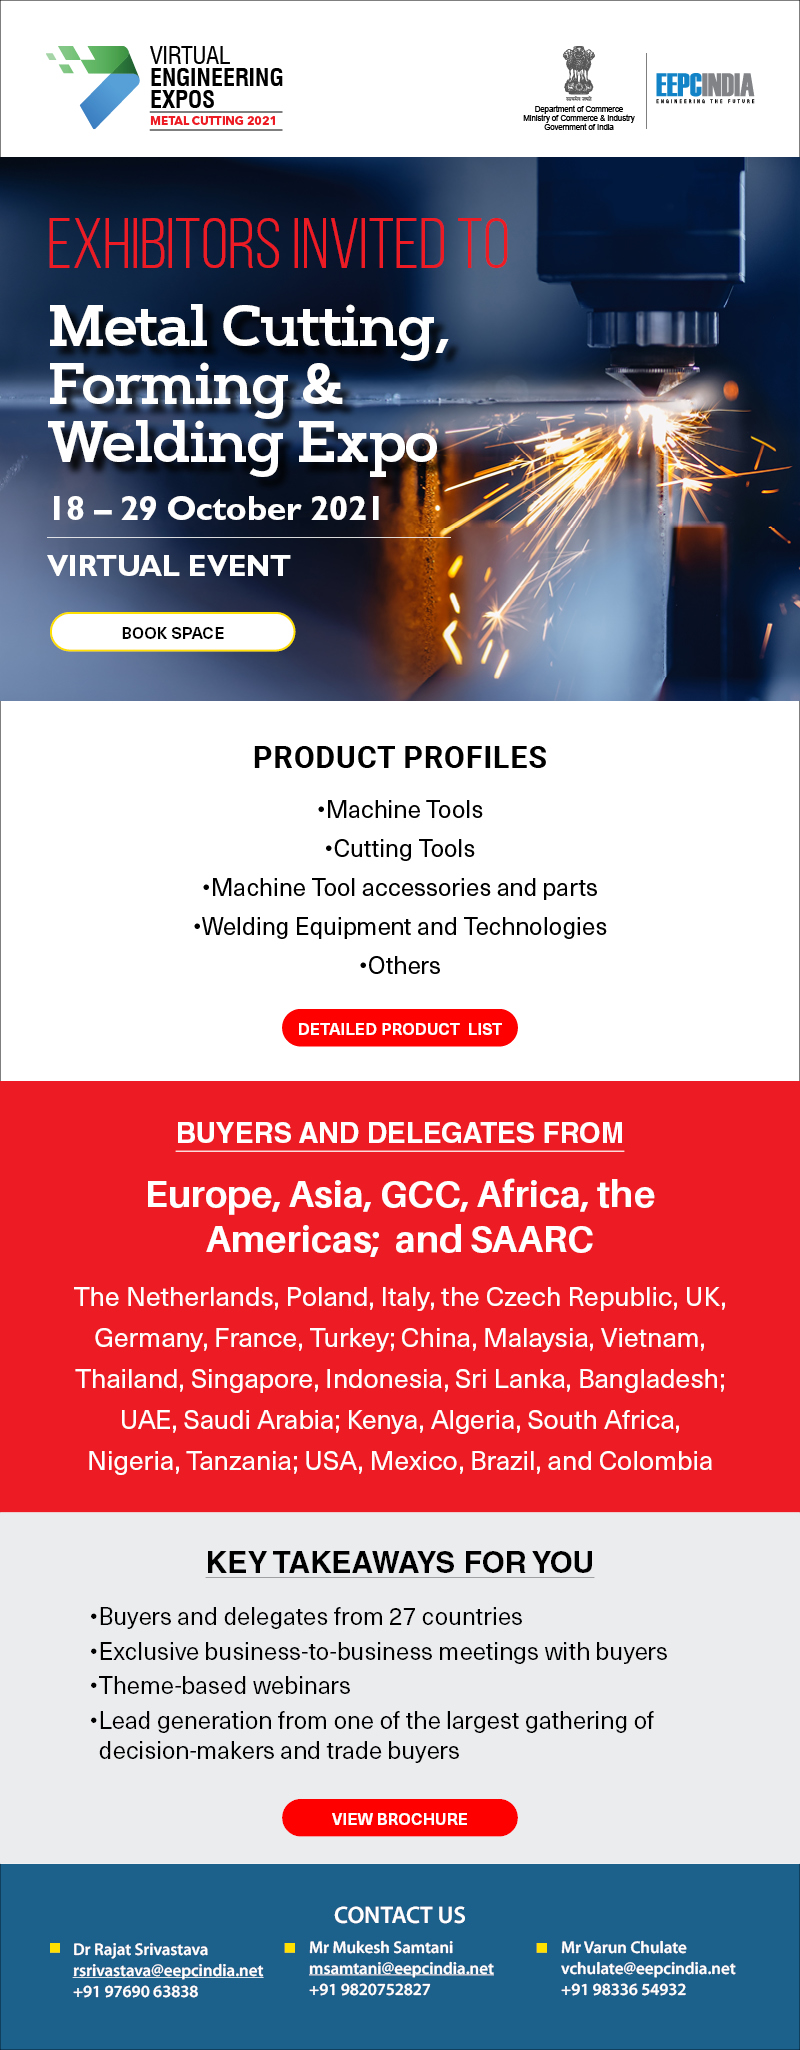 VIRTUAL
ENGINEERING
EXPOS
METAL CUTTING 2021
सत्यमेव जयते
Department of Commerce
Ministry of Commerce & Industry
Government of India
EEPCINDIA
ENGINEERING THE FUTURE
EXHIBITORS INVITED TO
Metal Cutting,
Forming &
Welding Expo
18 – 29 October 2021
VIRTUAL EVENT
BOOK SPACE
PRODUCT PROFILES
•Machine Tools
•Cutting Tools
•Machine Tool accessories and parts
•Welding Equipment and Technologies
•Others
DETAILED PRODUCT LIST
BUYERS AND DELEGATES FROM
Europe, Asia, GCC, Africa, the
Americas; and SAARC
The Netherlands, Poland, Italy, the Czech Republic, UK,
Germany, France, Turkey; China, Malaysia, Vietnam,
Thailand, Singapore, Indonesia, Sri Lanka, Bangladesh;
UAE, Saudi Arabia; Kenya, Algeria, South Africa,
Nigeria, Tanzania; USA, Mexico, Brazil, and Colombia
KEY TAKEAWAYS FOR YOU
•Buyers and delegates from 27 countries
•Exclusive business-to-business meetings with buyers
•Theme-based webinars
•Lead generation from one of the largest gathering of
decision-makers and trade buyers
VIEW BROCHURE
CONTACT US
Dr Rajat Srivastava
rsrivastava@eepcindia.net
+91 97690 63838
Mr Mukesh Samtani
msamtani@eepcindia.net
+91 9820752827
Mr Varun Chulate
vchulate@eepcindia.net
+91 98336 54932